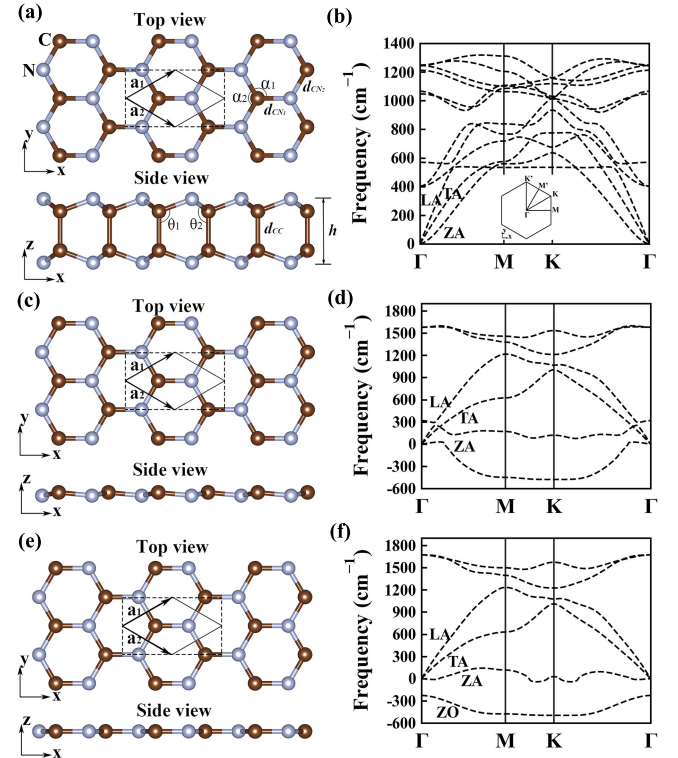 (a)
Top view
C
N
a1
a2
α1
α2
dCN1
dCN2
y
x
Side view
θ1
θ2
dCC
h
z
x
(b)
Frequency (cm−1)
1400
1200
1000
800
600
400
200
0
LA
TA
ZA
K'
M'
K
Γ
M
x
Γ
M
K
Γ
(c)
Top view
a1
a2
y
x
Side view
z
x
(d)
Frequency (cm−1)
1800
1500
1200
900
600
300
0
-300
-600
LA
TA
ZA
Γ
M
K
Γ
(e)
Top view
a1
a2
y
x
Side view
z
x
(f)
Frequency (cm−1)
1800
1500
1200
900
600
300
0
-300
-600
LA
TA
ZA
ZO
Γ
M
K
Γ